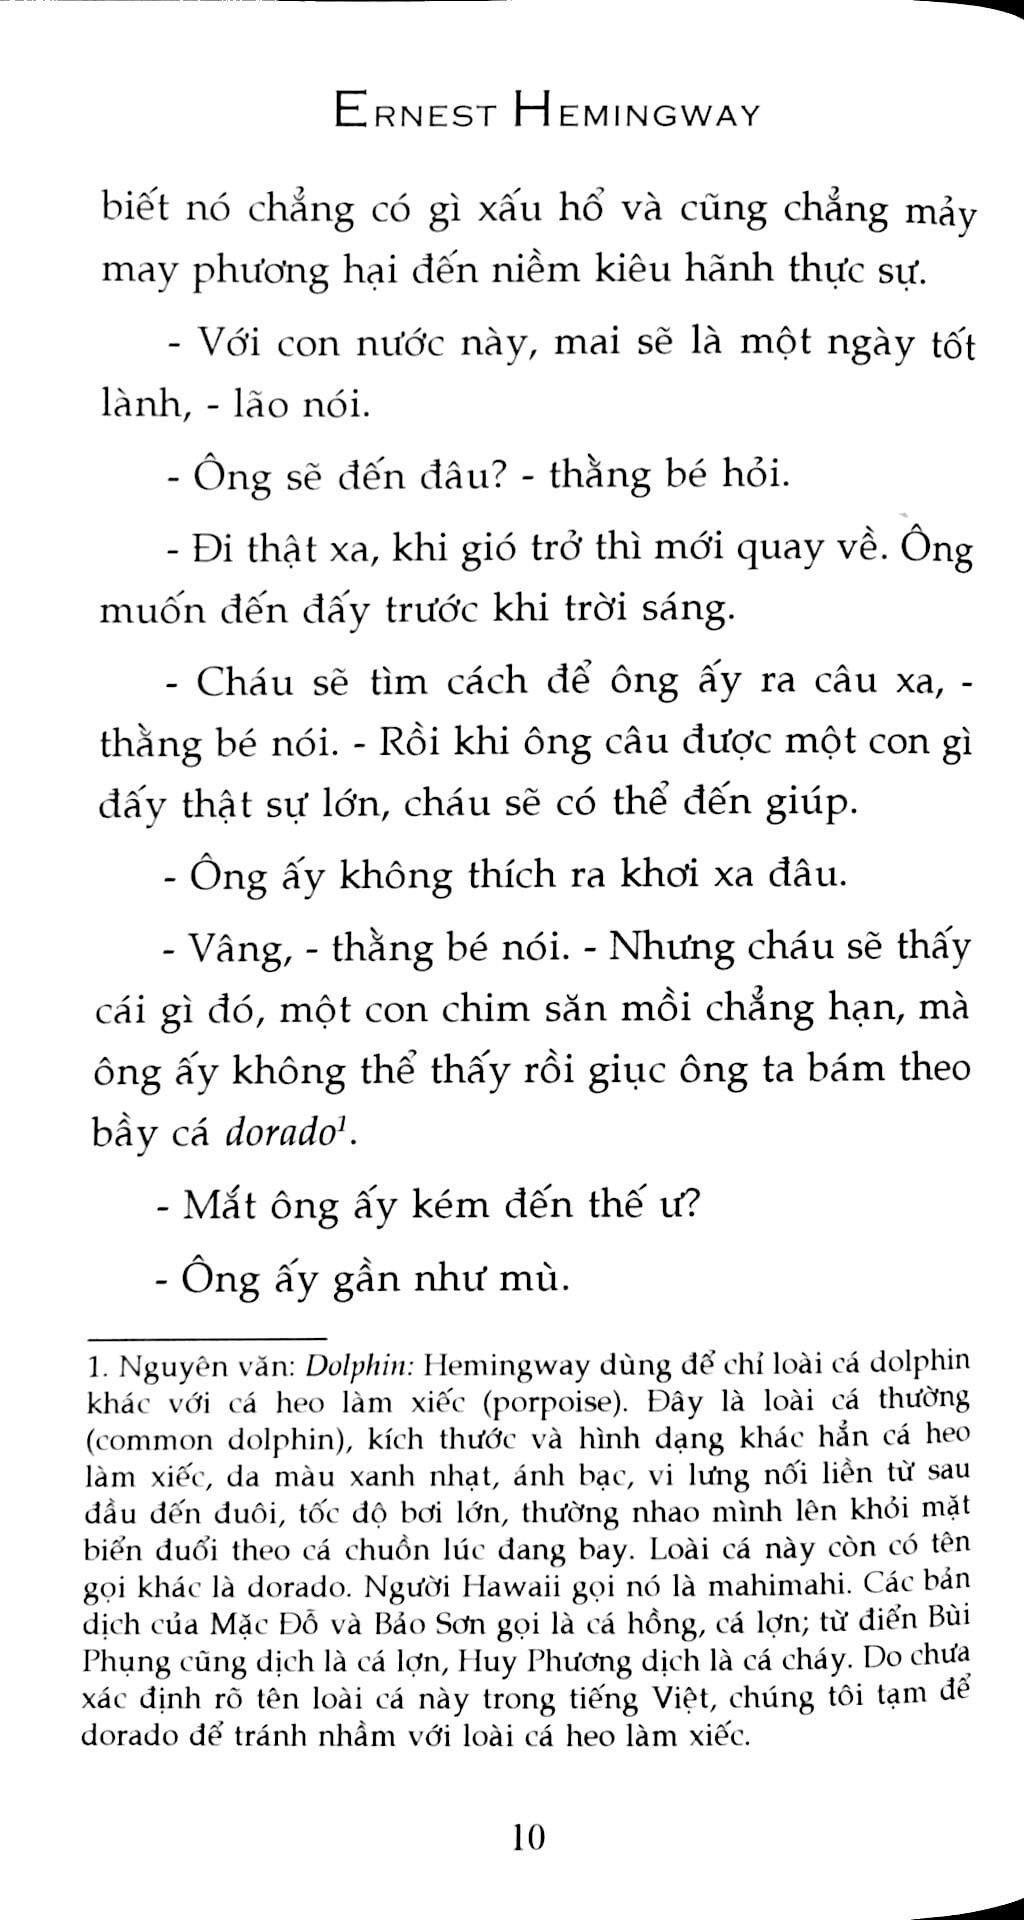 ERNEST HEMINGWAY
biết nó chẳng có gì xấu hổ và cũng chẳng mảy
may phương hại đến niềm kiêu hãnh thực sự.
- Với con nước này, mai sẽ là một ngày tốt
lành, - lão nói.
- Ông sẽ đến đâu? - thằng bé hỏi.
- Đi thật xa, khi gió trở thì mới quay về. Ông
muốn đến đấy trước khi trời sáng.
- Cháu sẽ tìm cách để ông ấy ra câu xa, -
thằng bé nói. - Rồi khi ông câu được một con gì
đấy thật sự lớn, cháu sẽ có thể đến giúp.
- Ông ấy không thích ra khơi xa đâu.
- Vâng, - thằng bé nói. - Nhưng cháu sẽ thấy
cái gì đó, một con chim săn mồi chẳng hạn, mà
ông ấy không thể thấy rồi giục ông ta bám theo
bầy cá dorado¹.
- Mắt ông ấy kém đến thế ư?
- Ông ấy gần như mù.
1. Nguyên văn: Dolphin: Hemingway dùng để chỉ loài cá dolphin
khác với cá heo làm xiếc (porpoise). Đây là loài cá thường
(common dolphin), kích thước và hình dạng khác hẳn cá heo
làm xiếc, da màu xanh nhạt, ánh bạc, vi lưng nối liền từ sau
đầu đến đuôi, tốc độ bơi lớn, thường nhao mình lên khỏi mặt
biển đuổi theo cá chuồn lúc đang bay. Loài cá này còn có tên
gọi khác là dorado. Người Hawaii gọi nó là mahimahi. Các bản
dịch của Mặc Đỗ và Bảo Sơn gọi là cá hồng, cá lợn; từ điển Bùi
Phụng cũng dịch là cá lợn, Huy Phương dịch là cá cháy. Do chưa
xác định rõ tên loài cá này trong tiếng Việt, chúng tôi tạm để
dorado để tránh nhầm với loài cá heo làm xiếc.
10